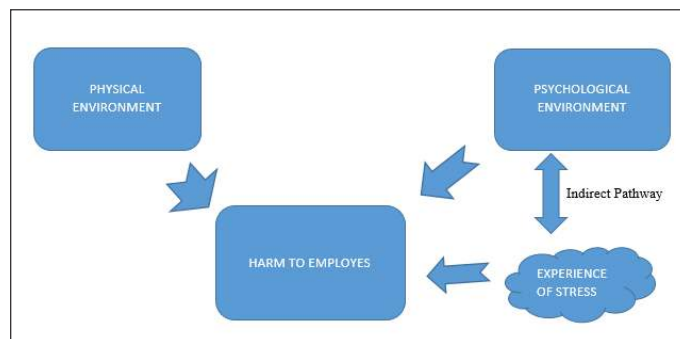 PHYSICAL
ENVIRONMENT
PSYCHOLOGICAL
ENVIRONMENT
Indirect Pathway
HARM TO EMPLOYES
EXPERIENCE
OF STRESS